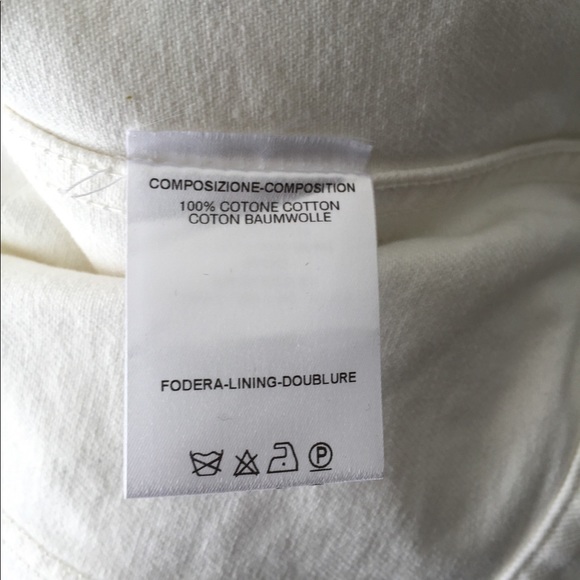 COMPOSIZIONE-COMPOSITION
100% COTONE COTTON
COTON BAUMWOLLE
FODERA-LINING-DOUBLURE
P